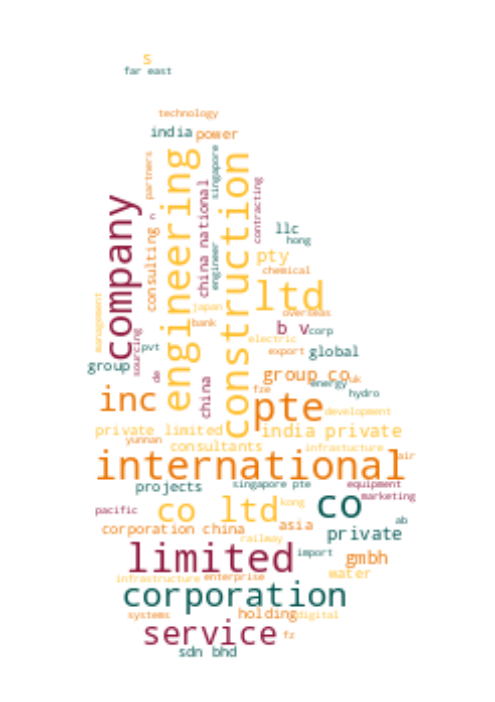 s
far east
technology
india
power
partners
engineering
china national
singapore
construction
n
engineer
contracting
company
consulting
llc
hong
pty
chemical
ltd
management
japan
overseas
bank
b v
corp
sourcing
pvt
electric
export
global
group
de
china
group co
energy
uk
fze
hydro
inc
pte
development
private limited
india private
yunnan
consultants
infrastucture
international
air
projects
singapore pte
equipment
marketing
co
pacific
co ltd
kong
ab
corporation china
asia
private
railway
limited
import
gmbh
water
infrastructure
enterprise
corporation
systems
holding
digital
service
fz
sdn bhd